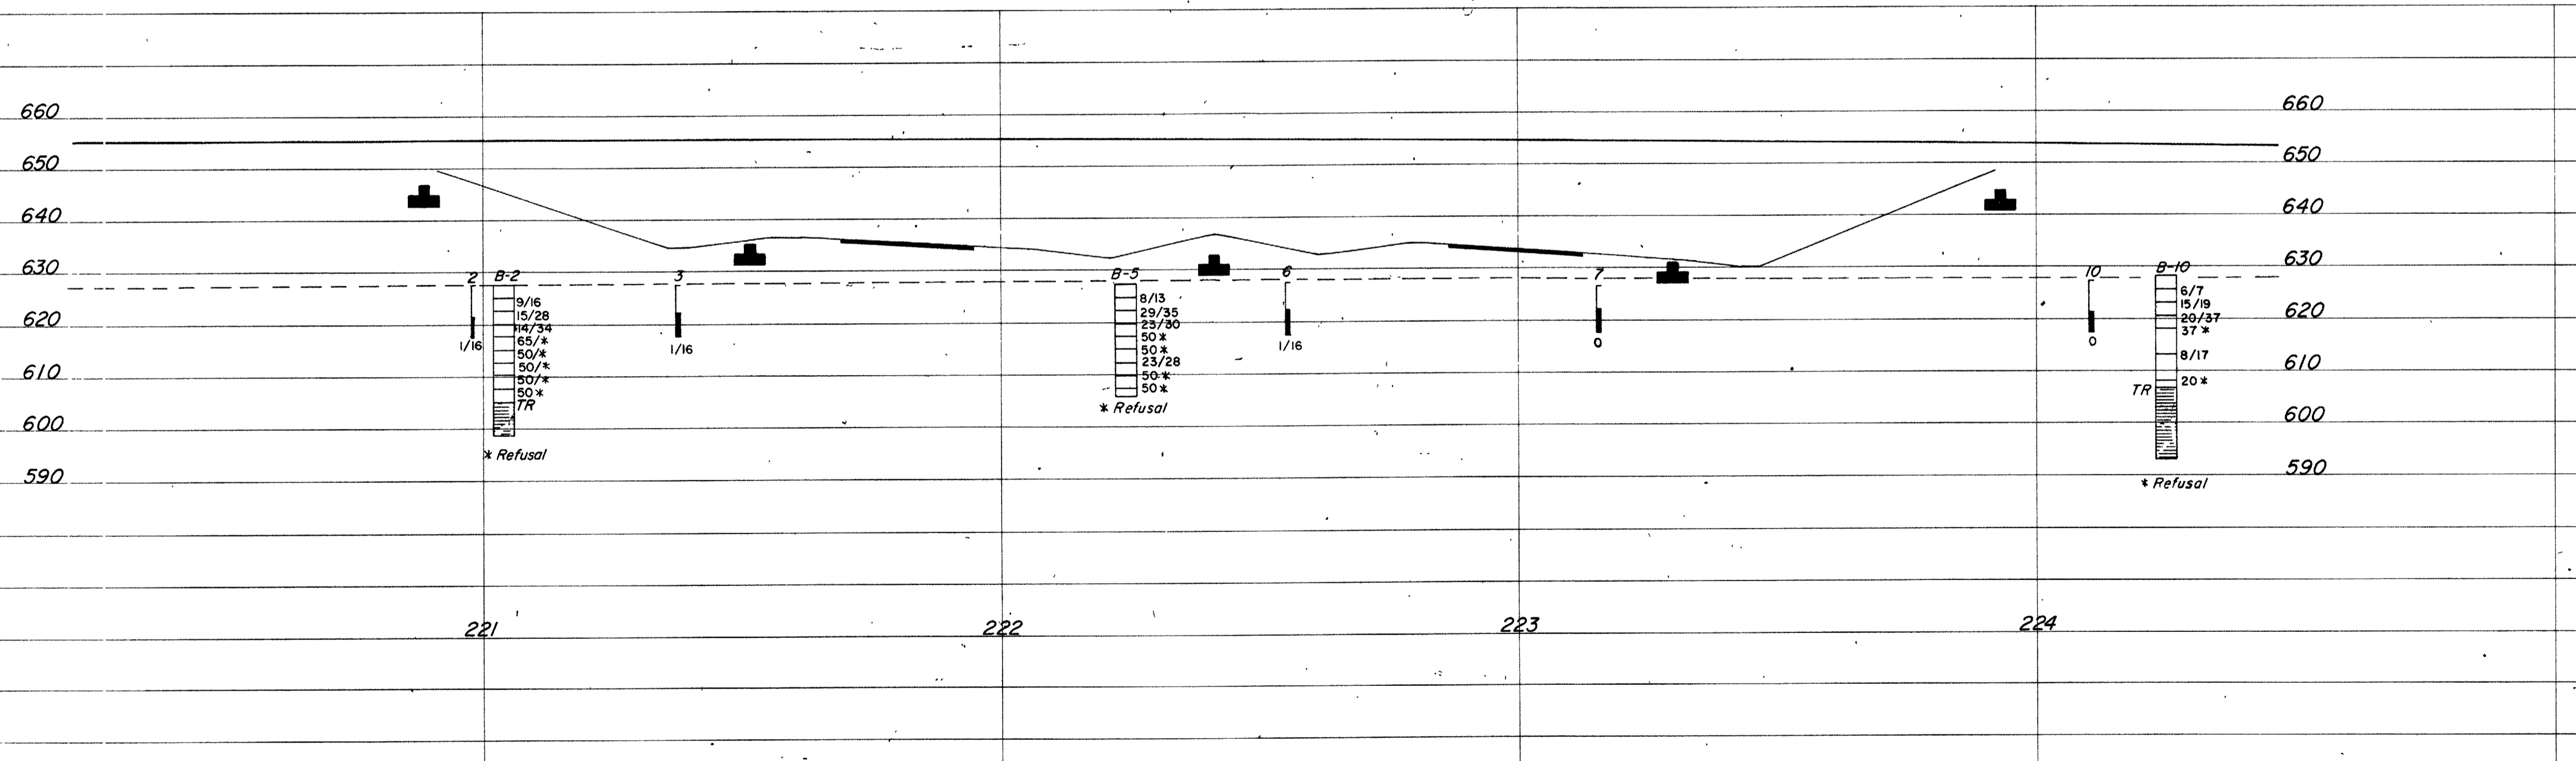 660 660
650 650
640 640
630 2 B-2 3 B-5 6 7 10 B-10 630
9/16 8/13 6/7
15/28 29/35 15/19
620 14/34 23/30 20/37 620
1/16 65/* 1/16 50* 1/16 0 0 37*
50/* 50*
50/* 23/28 8/17
610 50/* 50* 610
50* 50* TR 20*
TR * Refusal
600 600
* Refusal
590 590
* Refusal
221 222 223 224